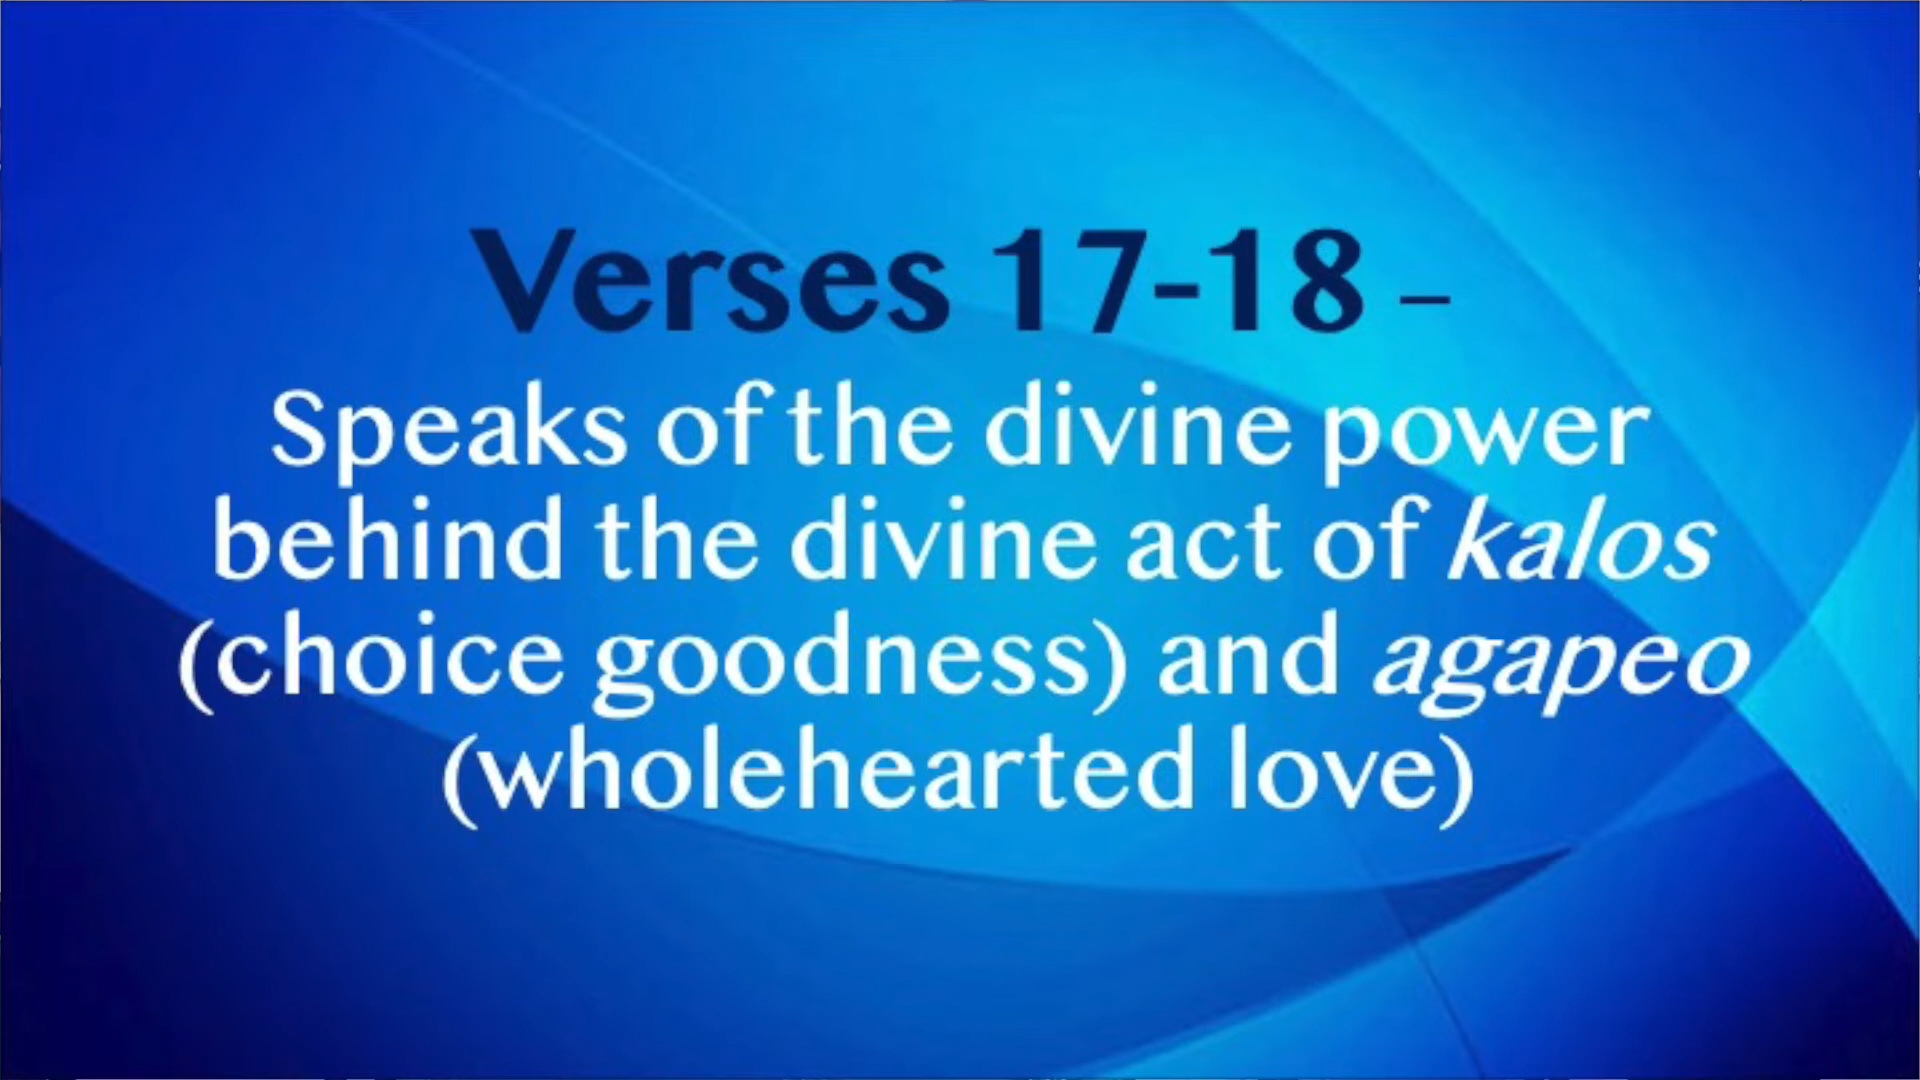 Verses 17-18 –
Speaks of the divine power
behind the divine act of kalos
(choice goodness) and agapeo
(wholehearted love)